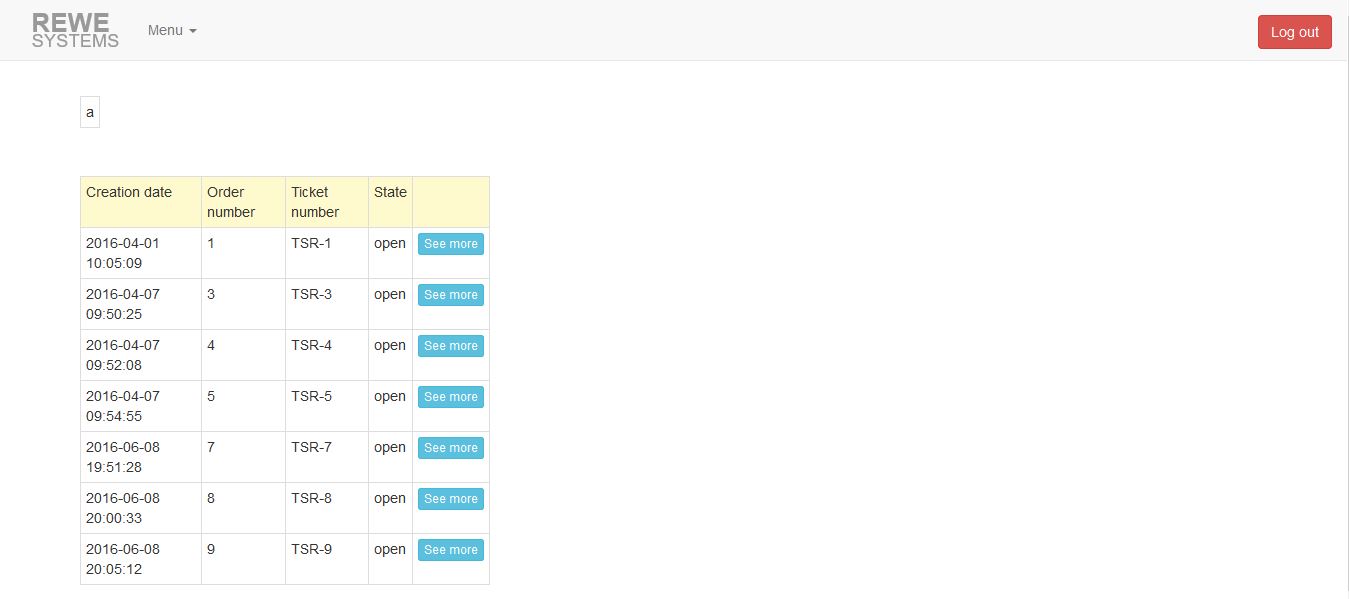 REWE
SYSTEMS
Menu
Log out
a
Creation date Order number Ticket number State
2016-04-01 10:05:09 1 TSR-1 open See more
2016-04-07 09:50:25 3 TSR-3 open See more
2016-04-07 09:52:08 4 TSR-4 open See more
2016-04-07 09:54:55 5 TSR-5 open See more
2016-06-08 19:51:28 7 TSR-7 open See more
2016-06-08 20:00:33 8 TSR-8 open See more
2016-06-08 20:05:12 9 TSR-9 open See more